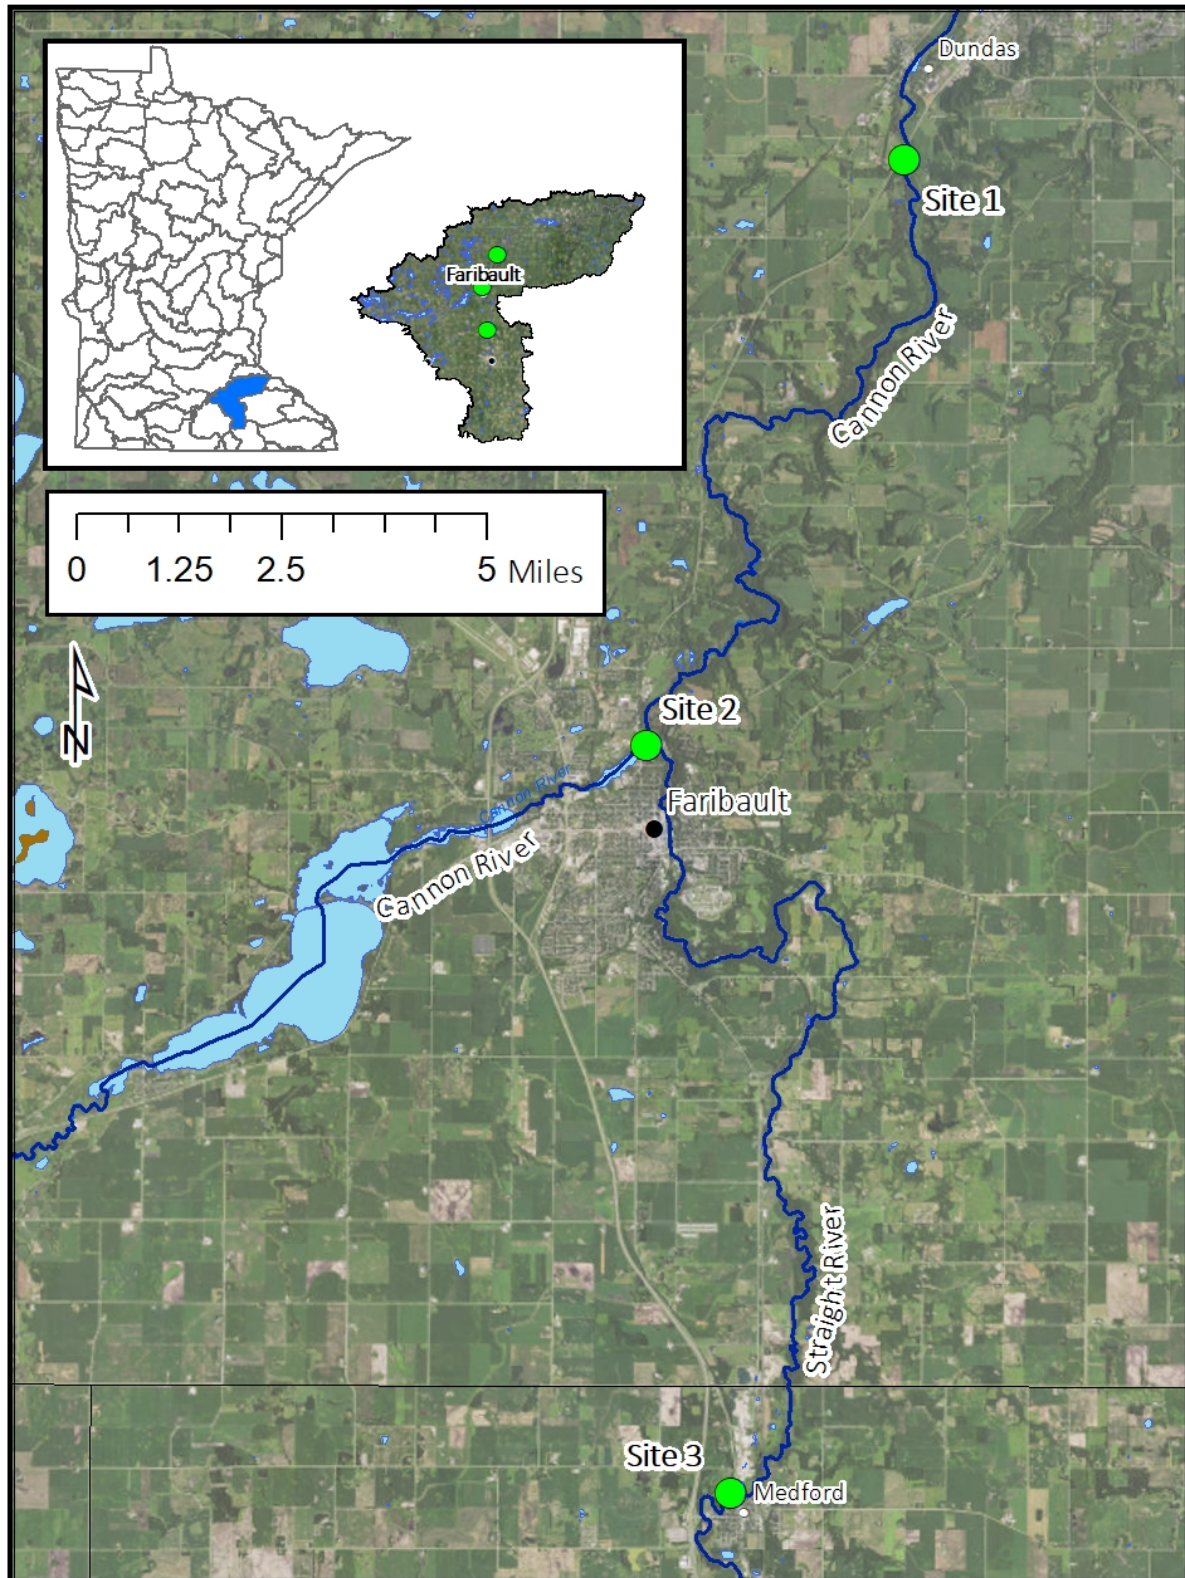 Dundas
Site 1
Faribault
Cannon River
0 1.25 2.5 5 Miles
N
Site 2
Cannon River
Faribault
Cannon River
Straight River
Site 3
Medford